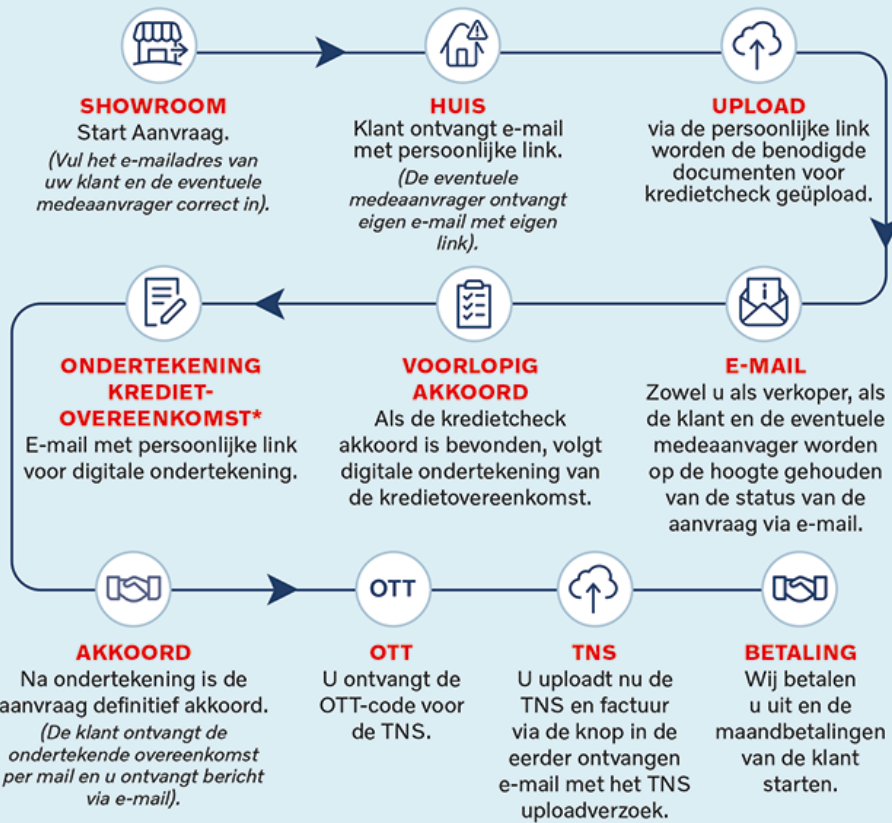 SHOWROOM
Start Aanvraag.
(Vul het e-mailadres van
uw klant en de eventuele
medeaanvrager correct in).
HUIS
Klant ontvangt e-mail
met persoonlijke link.
(De eventuele
medeaanvrager ontvangt
eigen e-mail met eigen
link).
UPLOAD
via de persoonlijke link
worden de benodigde
documenten voor
kredietcheck geüpload.
ONDERTEKENING
KREDIET-
OVEREENKOMST*
E-mail met persoonlijke link
voor digitale ondertekening.
VOORLOPIG
AKKOORD
Als de kredietcheck
akkoord is bevonden, volgt
digitale ondertekening van
de kredietovereenkomst.
E-MAIL
Zowel u als verkoper, als
de klant en de eventuele
medeaanvager worden
op de hoogte gehouden
van de status van de
aanvraag via e-mail.
AKKOORD
Na ondertekening is de
aanvraag definitief akkoord.
(De klant ontvangt de
ondertekende overeenkomst
per mail en u ontvangt bericht
via e-mail).
OTT
OTT
U ontvangt de
OTT-code voor
de TNS.
TNS
U uploadt nu de
TNS en factuur
via de knop in de
eerder ontvangen
e-mail met het TNS
uploadverzoek.
BETALING
Wij betalen
u uit en de
maandbetalingen
van de klant
starten.